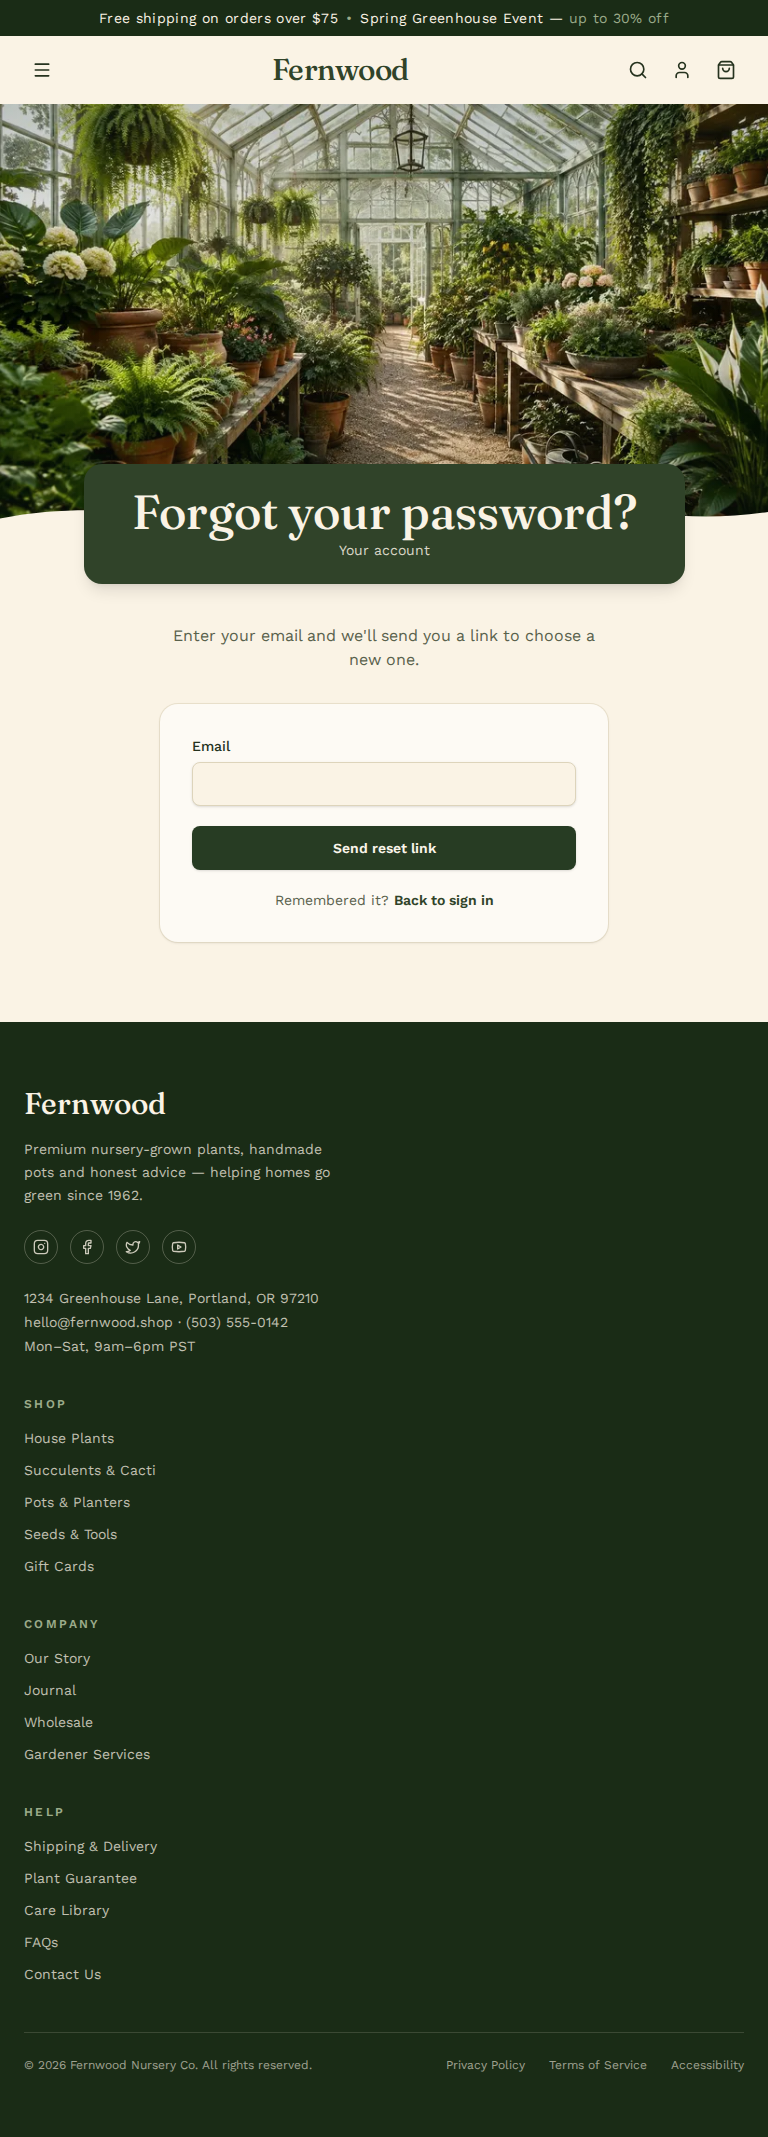 Free shipping on orders over $75 • Spring Greenhouse Event — up to 30% off
Fernwood
Forgot your password?
Your account
Enter your email and we'll send you a link to choose a
new one.
Email
Send reset link
Remembered it? Back to sign in
Fernwood
Premium nursery-grown plants, handmade
pots and honest advice — helping homes go
green since 1962.
1234 Greenhouse Lane, Portland, OR 97210
hello@fernwood.shop · (503) 555-0142
Mon–Sat, 9am–6pm PST
SHOP
House Plants
Succulents & Cacti
Pots & Planters
Seeds & Tools
Gift Cards
COMPANY
Our Story
Journal
Wholesale
Gardener Services
HELP
Shipping & Delivery
Plant Guarantee
Care Library
FAQs
Contact Us
© 2026 Fernwood Nursery Co. All rights reserved. Privacy Policy Terms of Service Accessibility